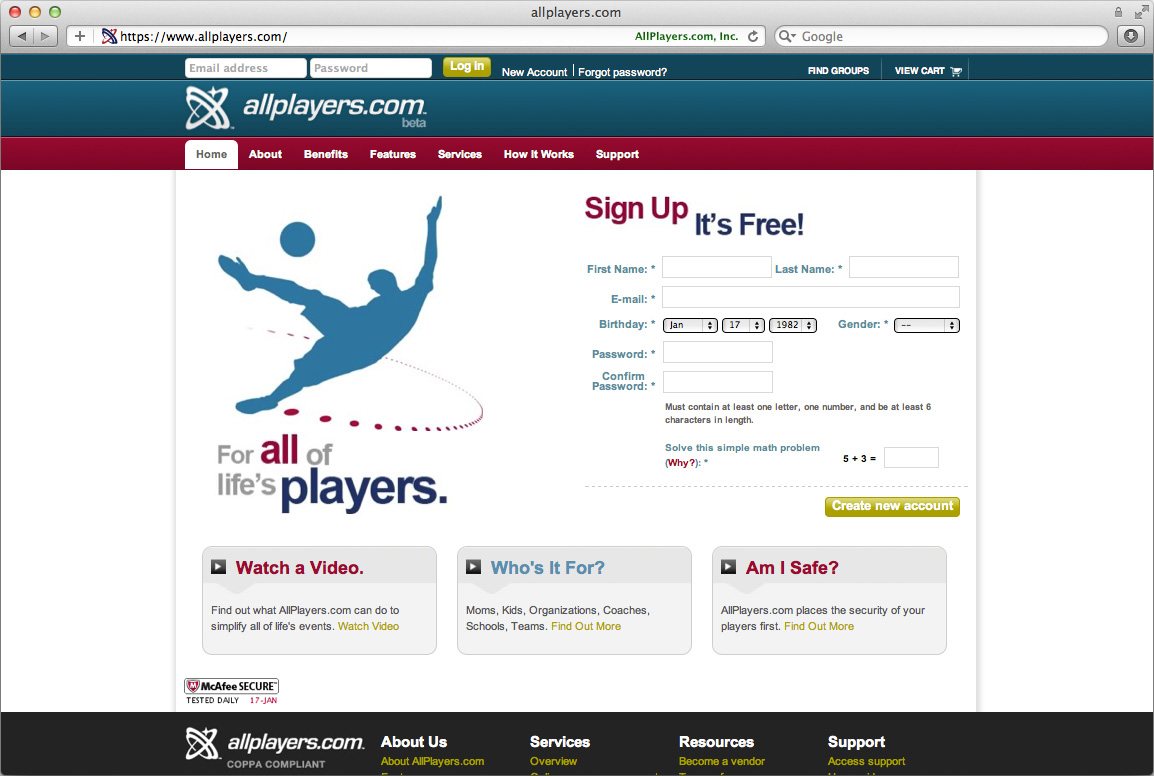 allplayers.com
https://www.allplayers.com/ AllPlayers.com, Inc. Google
Email address Password Log In New Account Forgot password? FIND GROUPS VIEW CART
allplayers.com
beta
Home About Benefits Features Services How It Works Support
Sign Up
It's Free!
First Name: * Last Name: *
E-mail: *
Birthday: * Jan 17 1982 Gender: * --
Password: *
Confirm
Password: *
Must contain at least one letter, one number, and be at least 6
characters in length.
Solve this simple math problem
(Why?): * 5 + 3 =
Create new account
For all of
life's players.
Watch a Video.
Find out what AllPlayers.com can do to
simplify all of life's events. Watch Video
Who's It For?
Moms, Kids, Organizations, Coaches,
Schools, Teams. Find Out More
Am I Safe?
AllPlayers.com places the security of your
players first. Find Out More
McAfee SECURE
TESTED DAILY 17-JAN
allplayers.com
COPPA COMPLIANT
About Us Services Resources Support
About AllPlayers.com Overview Become a vendor Access support